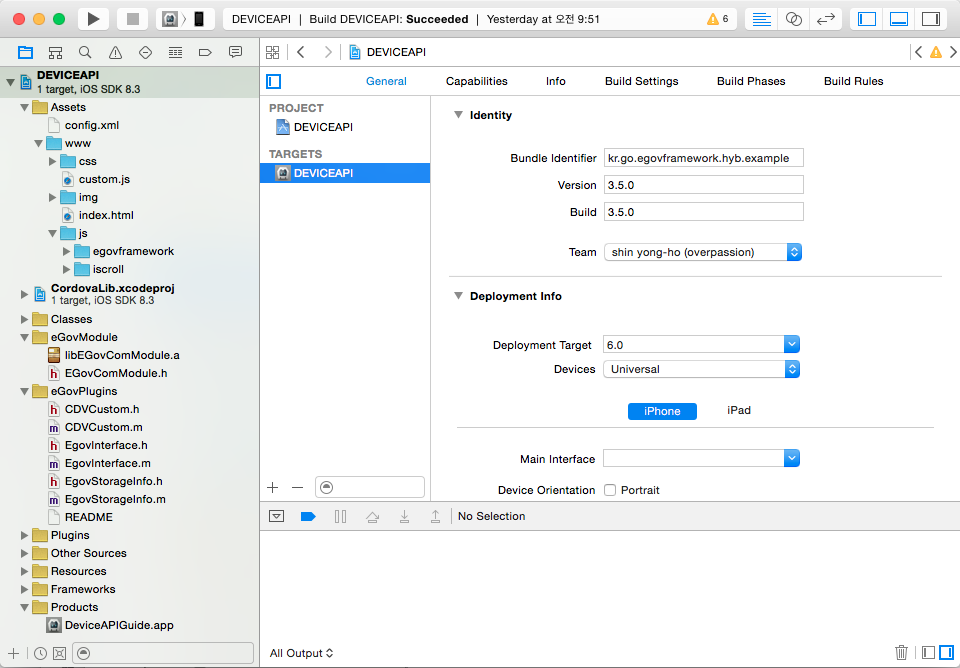 DEVICEAPI | Build DEVICEAPI: Succeeded | Yesterday at 오전 9:51 6
DEVICEAPI
DEVICEAPI
1 target, iOS SDK 8.3
Assets
config.xml
www
css
custom.js
img
index.html
js
egovframework
iscroll
CordovaLib.xcodeproj
1 target, iOS SDK 8.3
Classes
eGovModule
libEGovComModule.a
EGovComModule.h
eGovPlugins
CDVCustom.h
CDVCustom.m
EgovInterface.h
EgovInterface.m
EgovStorageInfo.h
EgovStorageInfo.m
README
Plugins
Other Sources
Resources
Frameworks
Products
DeviceAPIGuide.app
General Capabilities Info Build Settings Build Phases Build Rules
PROJECT
DEVICEAPI
TARGETS
DEVICEAPI
Identity
Bundle Identifier kr.go.egovframework.hyb.example
Version 3.5.0
Build 3.5.0
Team shin yong-ho (overpassion)
Deployment Info
Deployment Target 6.0
Devices Universal
iPhone iPad
Main Interface
Device Orientation Portrait
No Selection
All Output